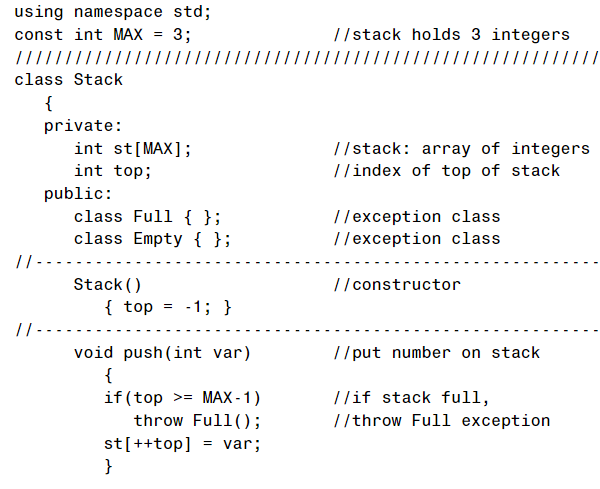 using namespace std;
const int MAX = 3;              //stack holds 3 integers
////////////////////////////////////////////////////////////
class Stack
   {
   private:
      int st[MAX];              //stack: array of integers
      int top;                  //index of top of stack
   public:
      class Full { };           //exception class
      class Empty { };          //exception class
//----------------------------------------------------------
      Stack()                   //constructor
         { top = -1; }
//----------------------------------------------------------
      void push(int var)        //put number on stack
         {
         if(top >= MAX-1)       //if stack full,
            throw Full();       //throw Full exception
         st[++top] = var;
         }